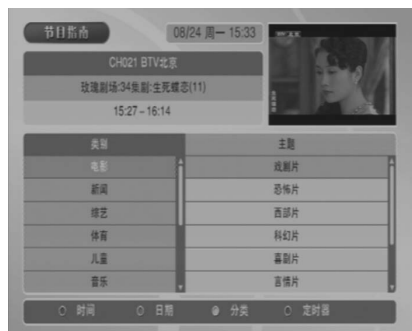 节目指南
08/24 周一 15:33
CH021 BTV北京
玫瑰剧场:34集剧:生死蝶恋(11)
15:27 – 16:14
类别 主题
电影 戏剧片
新闻 恐怖片
综艺 西部片
体育 科幻片
儿童 喜剧片
音乐 言情片
时间 日期 分类 定时器